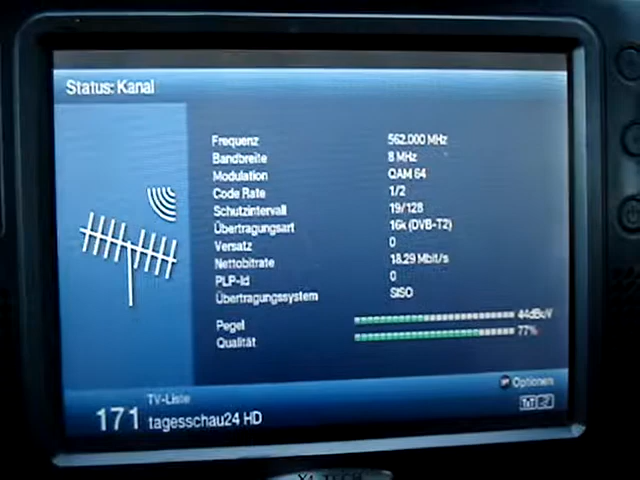 Status: Kanal
Frequenz 562.000 MHz
Bandbreite 8 MHz
Modulation QAM 64
Code Rate 1/2
Schutzintervall 19/128
Übertragungsart 16k (DVB-T2)
Versatz 0
Nettobitrate 18.29 Mbit/s
PLP-Id 0
Übertragungssystem SISO
Pegel 44dBuV
Qualität 77%
Optionen
TV-Liste
171 tagesschau24 HD
TxT